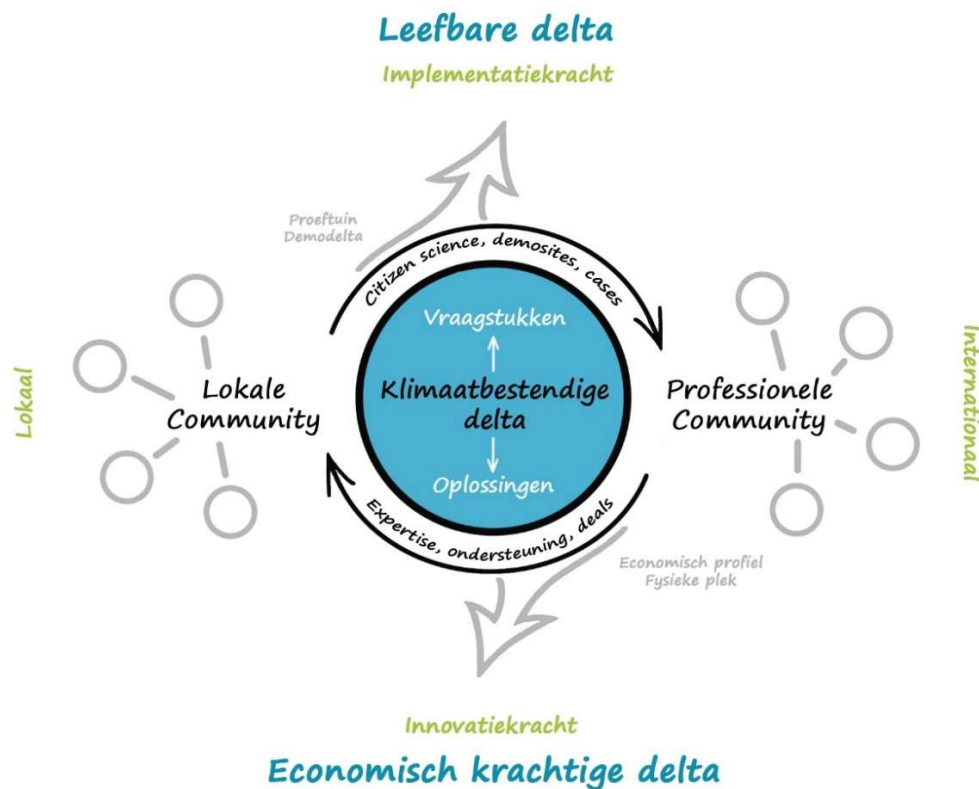 Leefbare delta
Implementatiekracht
Proeftuin
Demodelta
Citizen science, demosites, cases
Vraagstukken
Lokaal
Lokale
Community
Klimaatbestendige
delta
Professionele
Community
Internationaal
Oplossingen
Expertise, ondersteuning, deals
Economisch profiel
Fysieke plek
Innovatiekracht
Economisch krachtige delta